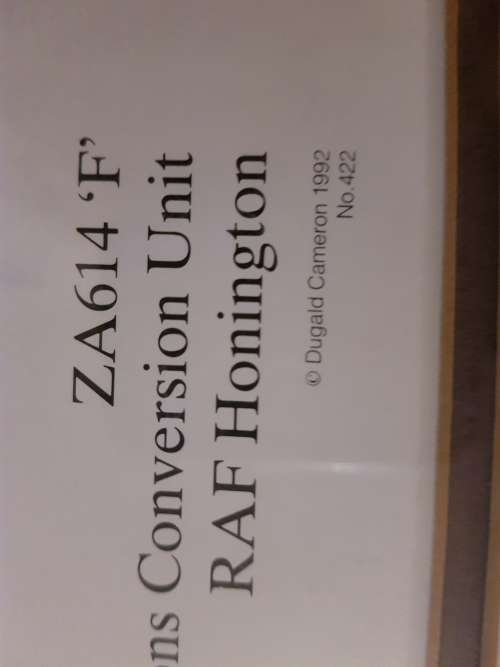 ZA614 ‘F’
ns Conversion Unit
RAF Honington
© Dugald Cameron 1992
No.422